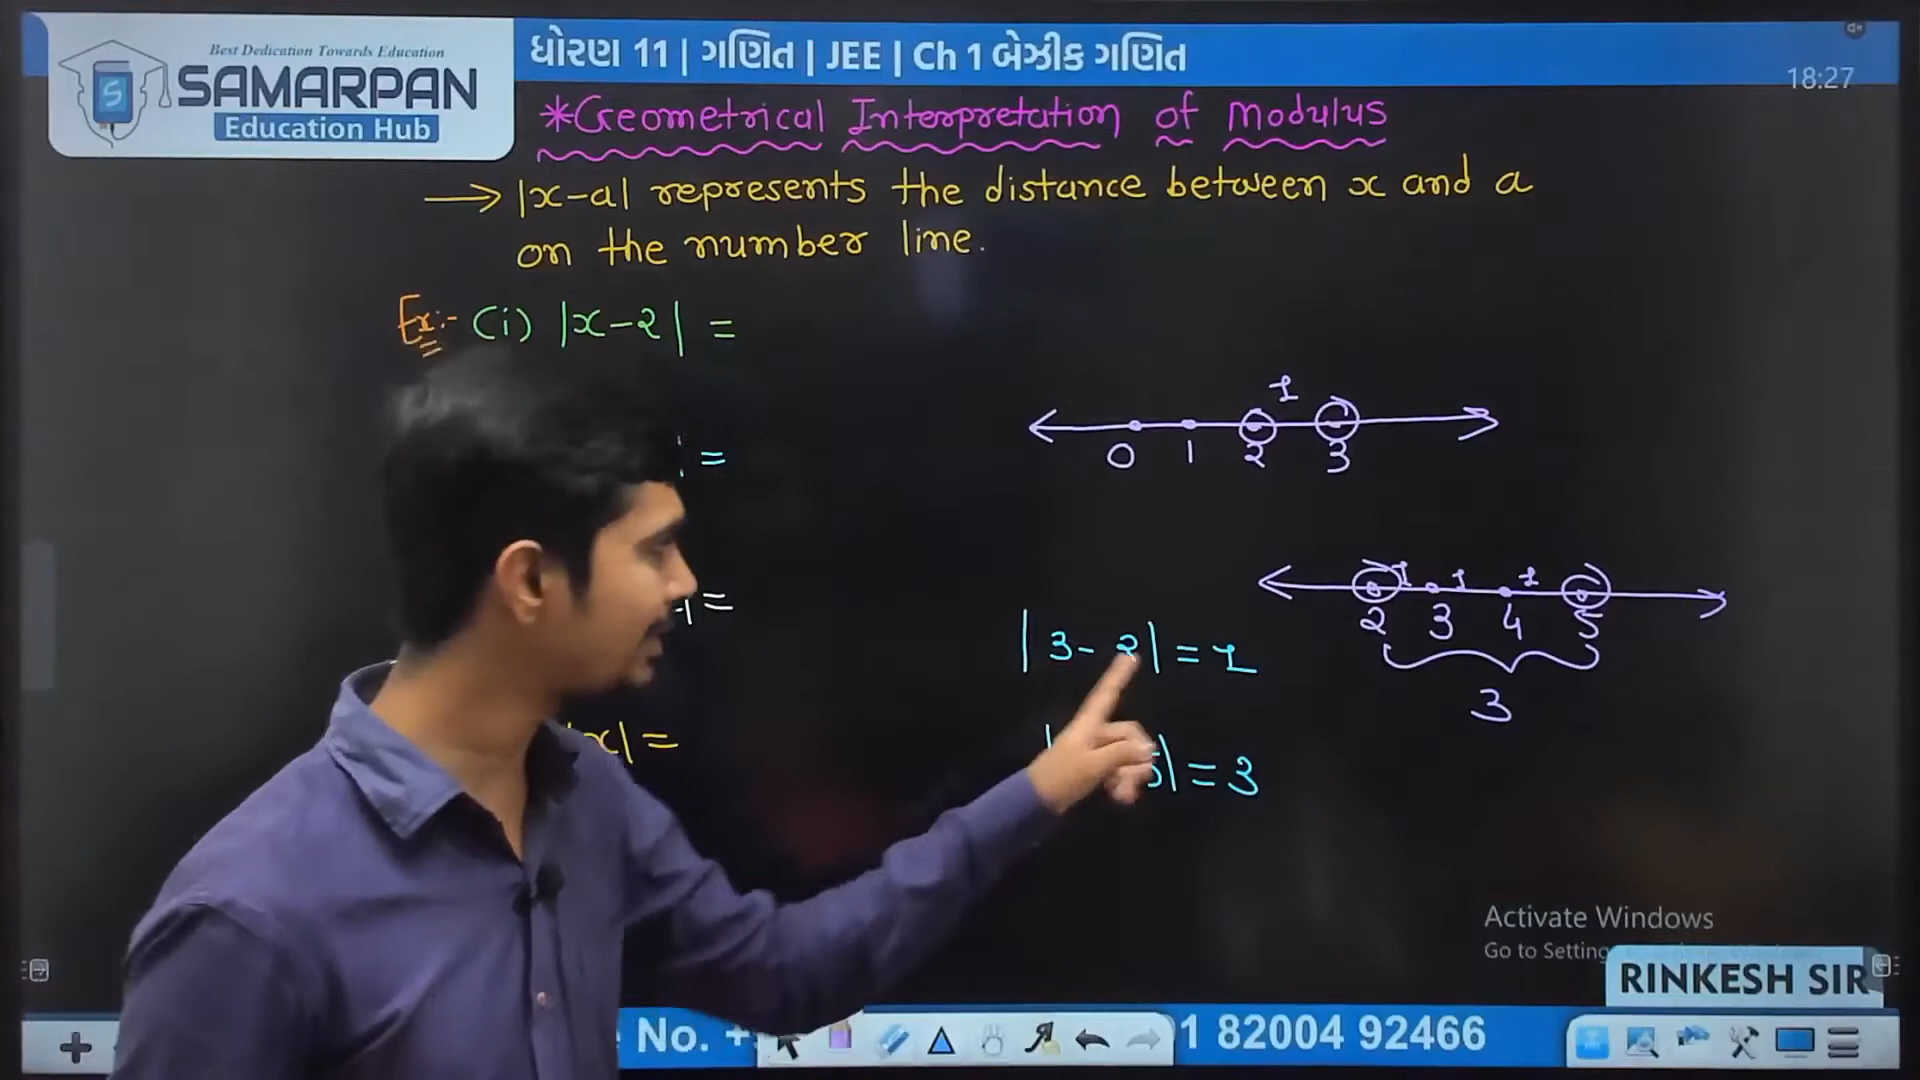 Best Dedication Towards Education
SAMARPAN
Education Hub
ધોરણ 11 | ગણિત | JEE | Ch 1 બેઝીક ગણિત
18:27
*Geometrical Interpretation of Modulus
→ |x-a| represents the distance between x and a
on the number line.
Ex:- (i) |x-2| =
1
0 1 2 3
=
1 1 1
2 3 4 5
3
=
|3-2| = 1
x| =
5| = 3
Activate Windows
Go to Setting
RINKESH SIR
No. +
1 82004 92466